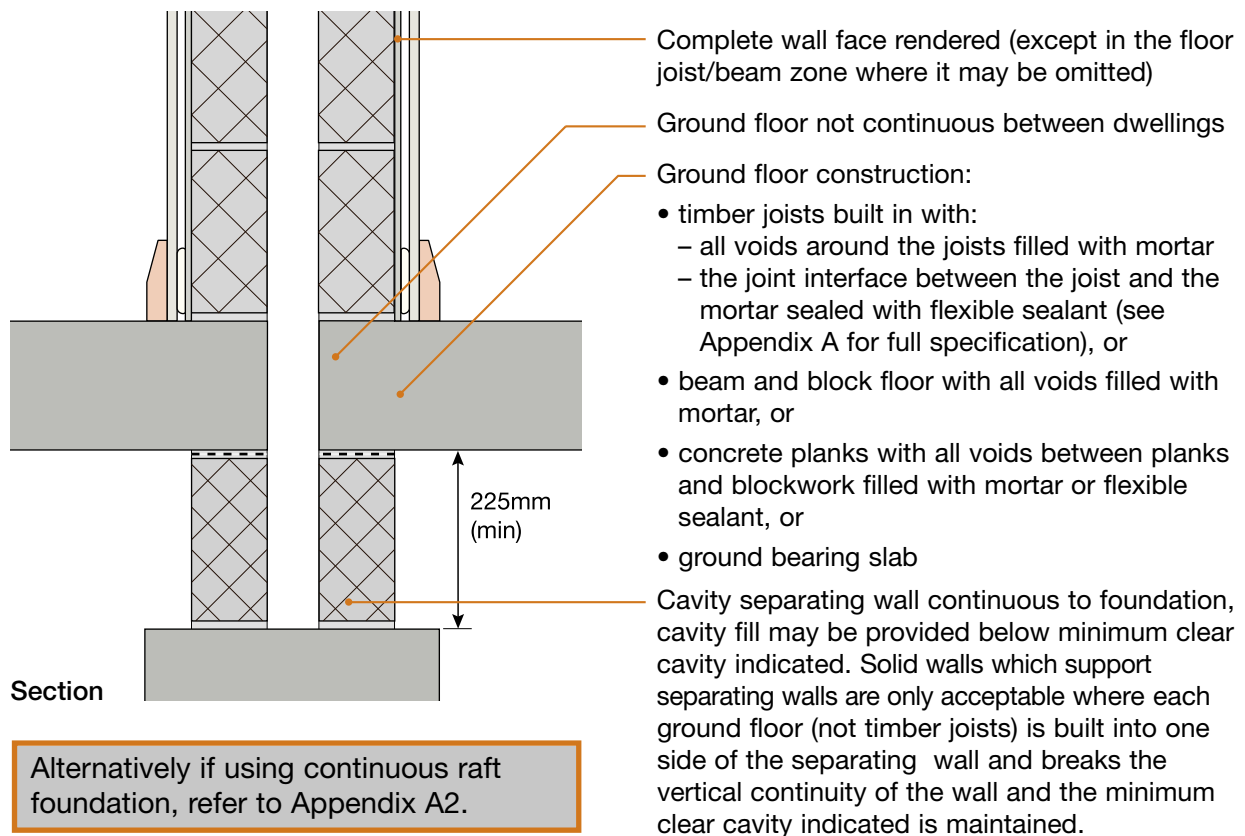 Complete wall face rendered (except in the floor
joist/beam zone where it may be omitted)
Ground floor not continuous between dwellings
Ground floor construction:
• timber joists built in with:
– all voids around the joists filled with mortar
– the joint interface between the joist and the
mortar sealed with flexible sealant (see
Appendix A for full specification), or
• beam and block floor with all voids filled with
mortar, or
• concrete planks with all voids between planks
and blockwork filled with mortar or flexible
sealant, or
• ground bearing slab
225mm
(min)
Cavity separating wall continuous to foundation,
cavity fill may be provided below minimum clear
cavity indicated. Solid walls which support
separating walls are only acceptable where each
ground floor (not timber joists) is built into one
side of the separating wall and breaks the
vertical continuity of the wall and the minimum
clear cavity indicated is maintained.
Section
Alternatively if using continuous raft
foundation, refer to Appendix A2.